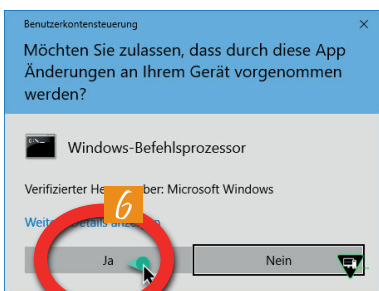 Benutzerkontensteuerung
Möchten Sie zulassen, dass durch diese App
Änderungen an Ihrem Gerät vorgenommen
werden?
Windows-Befehlsprozessor
Verifizierter ber: Microsoft Windows
6
Ja
Nein